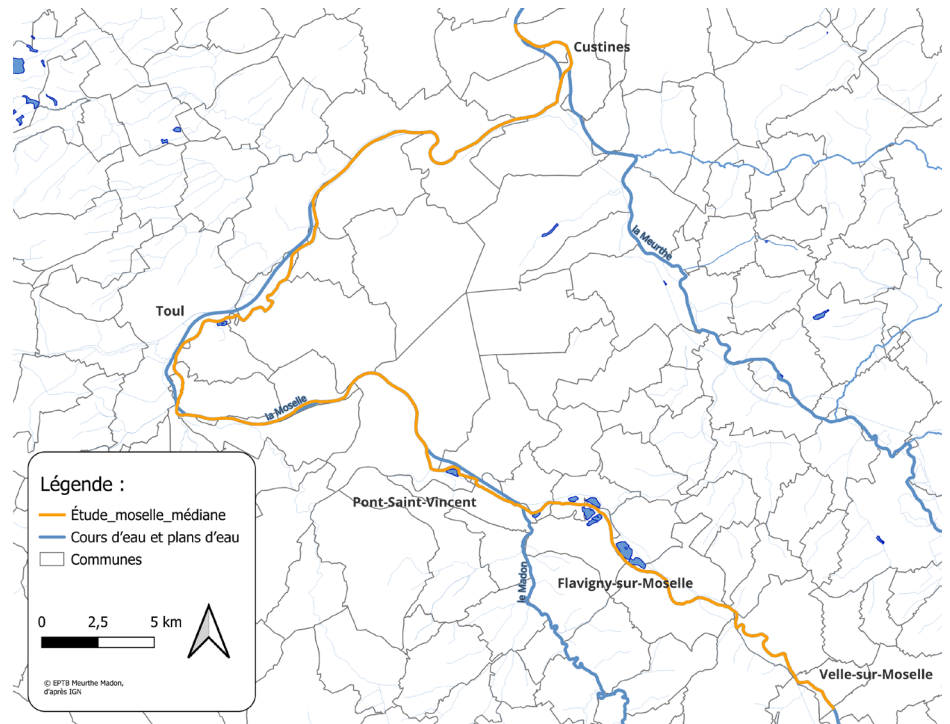 Custines
la Meurthe
Toul
la Moselle
Pont-Saint-Vincent
le Madon
Flavigny-sur-Moselle
Velle-sur-Moselle
Légende :
Étude_moselle_médiane
Cours d'eau et plans d'eau
Communes
0 2,5 5 km
© EPTB Meurthe Madon,
d'après IGN